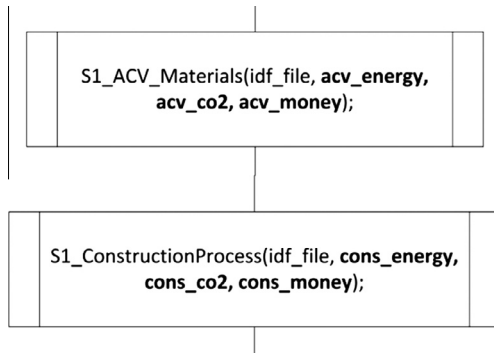 S1_ACV_Materials(idf_file, acv_energy,
acv_co2, acv_money);
S1_ConstructionProcess(idf_file, cons_energy,
cons_co2, cons_money);